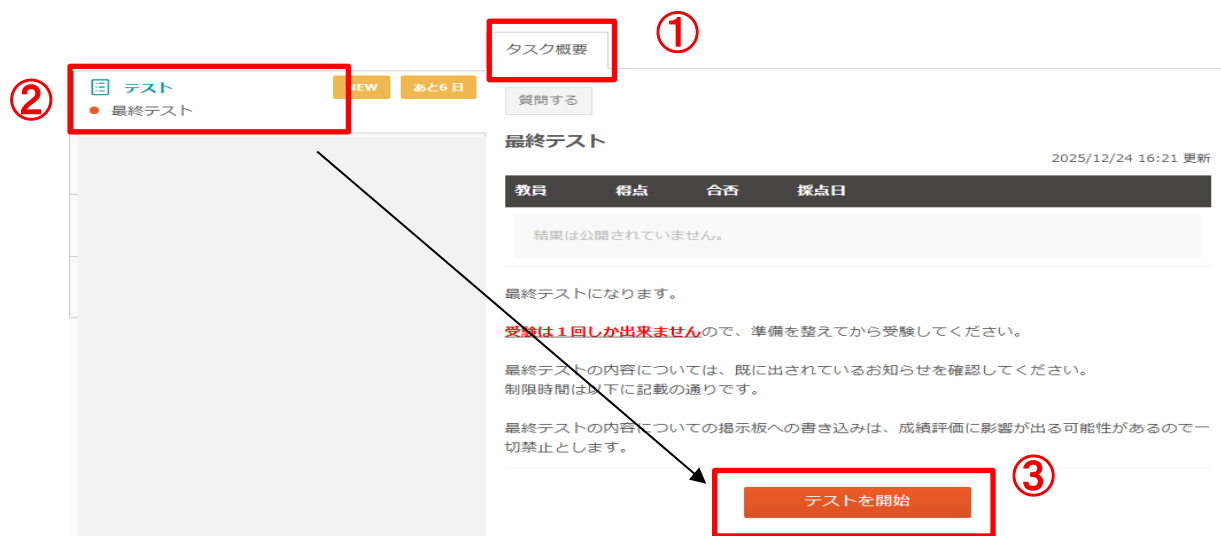 ①
タスク概要
②
テスト
NEW
あと6日
最終テスト
質問する
最終テスト
2025/12/24 16:21 更新
教員 得点 合否 採点日
結果は公開されていません。
最終テストになります。
受験は１回しか出来ませんので、準備を整えてから受験してください。
最終テストの内容については、既に出されているお知らせを確認してください。
制限時間は以下に記載の通りです。
最終テストの内容についての掲示板への書き込みは、成績評価に影響が出る可能性があるので一
切禁止とします。
③
テストを開始